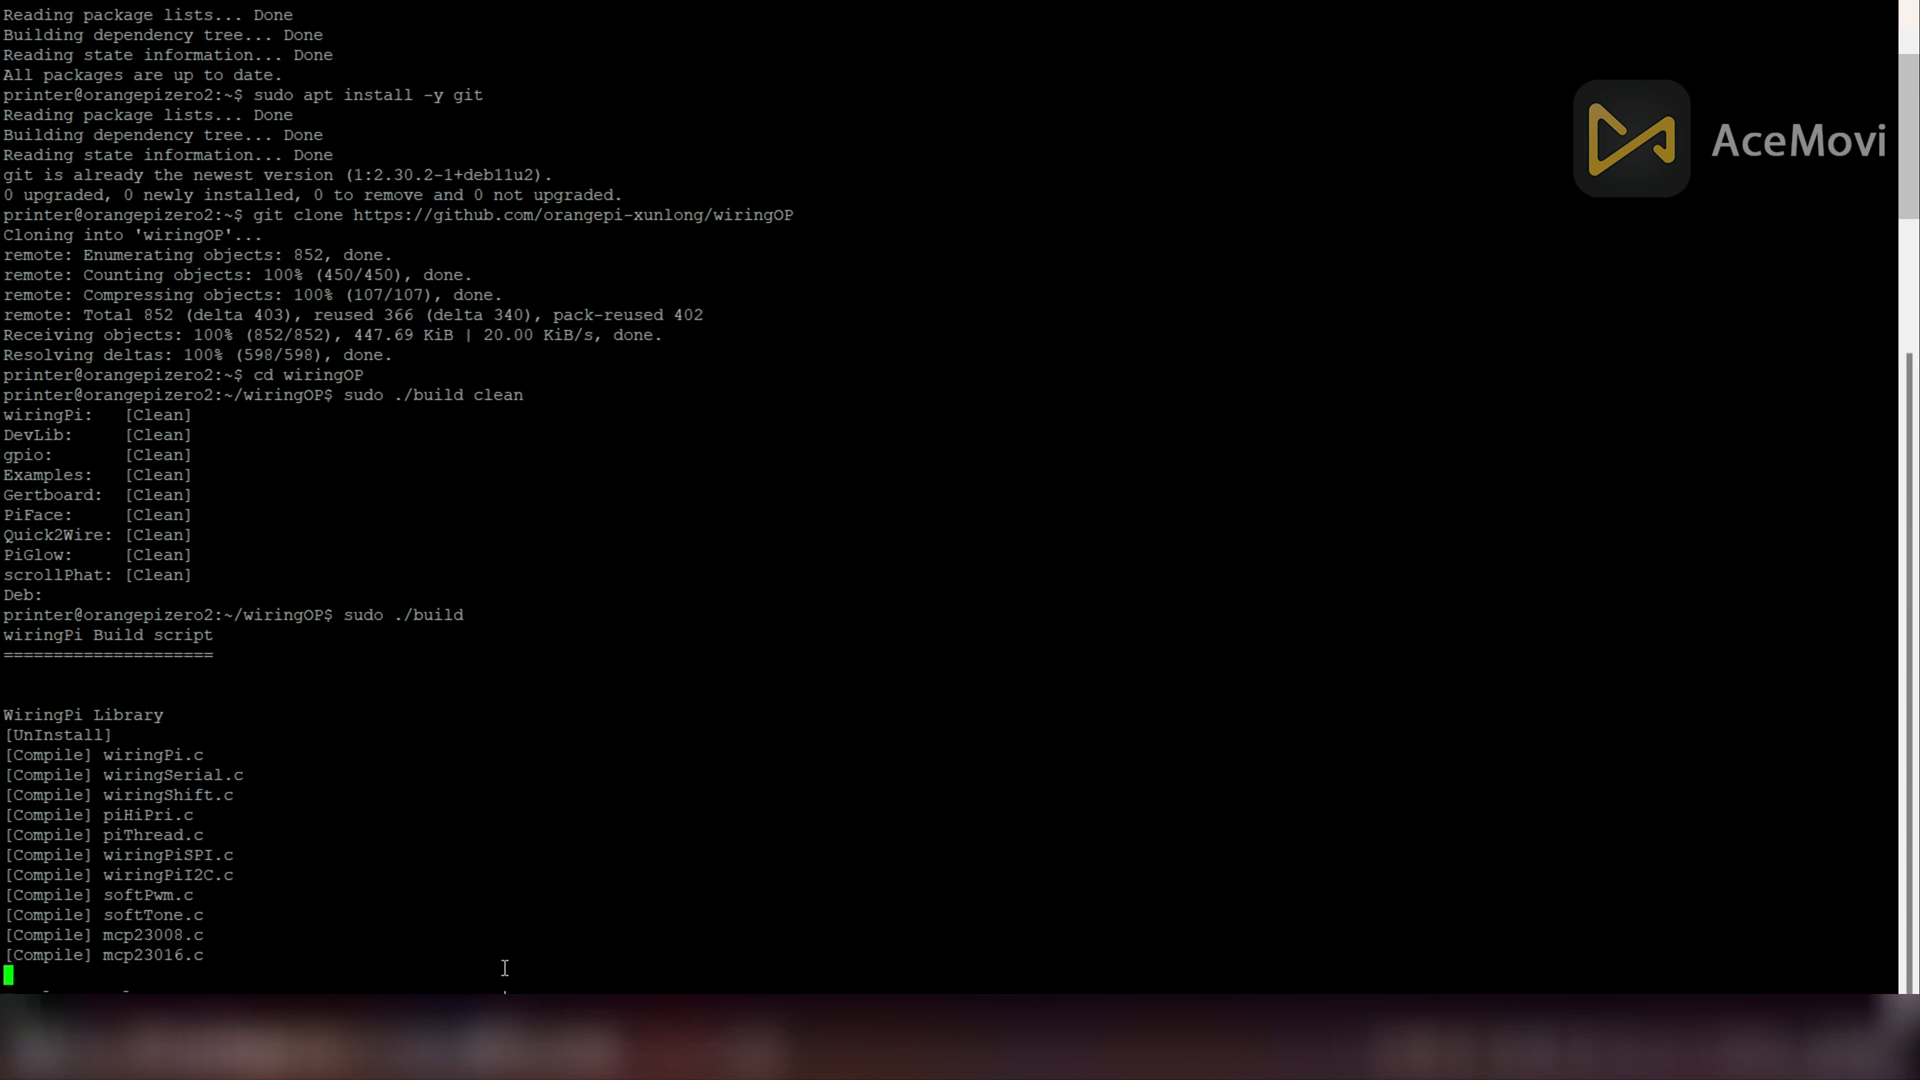 Reading package lists... Done
Building dependency tree... Done
Reading state information... Done
All packages are up to date.
printer@orangepizero2:~$ sudo apt install -y git
Reading package lists... Done
Building dependency tree... Done
Reading state information... Done
git is already the newest version (1:2.30.2-1+deb11u2).
0 upgraded, 0 newly installed, 0 to remove and 0 not upgraded.
printer@orangepizero2:~$ git clone https://github.com/orangepi-xunlong/wiringOP
Cloning into 'wiringOP'...
remote: Enumerating objects: 852, done.
remote: Counting objects: 100% (450/450), done.
remote: Compressing objects: 100% (107/107), done.
remote: Total 852 (delta 403), reused 366 (delta 340), pack-reused 402
Receiving objects: 100% (852/852), 447.69 KiB | 20.00 KiB/s, done.
Resolving deltas: 100% (598/598), done.
printer@orangepizero2:~$ cd wiringOP
printer@orangepizero2:~/wiringOP$ sudo ./build clean
wiringPi:   [Clean]
DevLib:     [Clean]
gpio:       [Clean]
Examples:   [Clean]
Gertboard:  [Clean]
PiFace:     [Clean]
Quick2Wire: [Clean]
PiGlow:     [Clean]
scrollPhat: [Clean]
Deb:
printer@orangepizero2:~/wiringOP$ sudo ./build
wiringPi Build script
=====================
WiringPi Library
[UnInstall]
[Compile] wiringPi.c
[Compile] wiringSerial.c
[Compile] wiringShift.c
[Compile] piHiPri.c
[Compile] piThread.c
[Compile] wiringPiSPI.c
[Compile] wiringPiI2C.c
[Compile] softPwm.c
[Compile] softTone.c
[Compile] mcp23008.c
[Compile] mcp23016.c
AceMovi